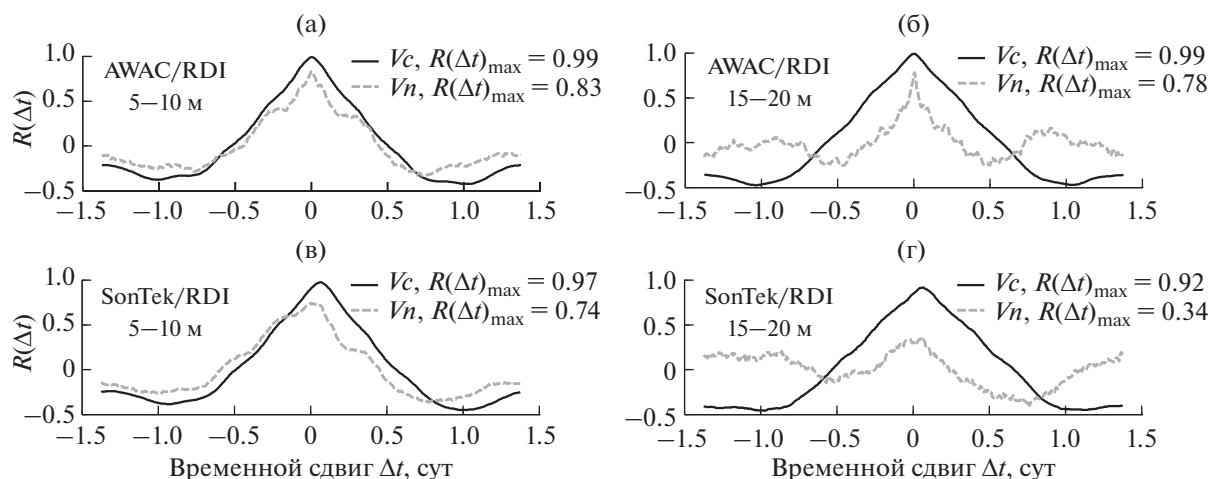 (а)
1.0
0.5
0
−0.5
R(Δt)
AWAC/RDI
5–10 м
Vc, R(Δt)max = 0.99
Vn, R(Δt)max = 0.83
−1.5 −1.0 −0.5 0 0.5 1.0 1.5
(б)
1.0
0.5
0
−0.5
AWAC/RDI
15–20 м
Vc, R(Δt)max = 0.99
Vn, R(Δt)max = 0.78
−1.5 −1.0 −0.5 0 0.5 1.0 1.5
(в)
1.0
0.5
0
−0.5
R(Δt)
SonTek/RDI
5–10 м
Vc, R(Δt)max = 0.97
Vn, R(Δt)max = 0.74
−1.5 −1.0 −0.5 0 0.5 1.0 1.5
Временной сдвиг Δt, сут
(г)
1.0
0.5
0
−0.5
SonTek/RDI
15–20 м
Vc, R(Δt)max = 0.92
Vn, R(Δt)max = 0.34
−1.5 −1.0 −0.5 0 0.5 1.0 1.5
Временной сдвиг Δt, сут